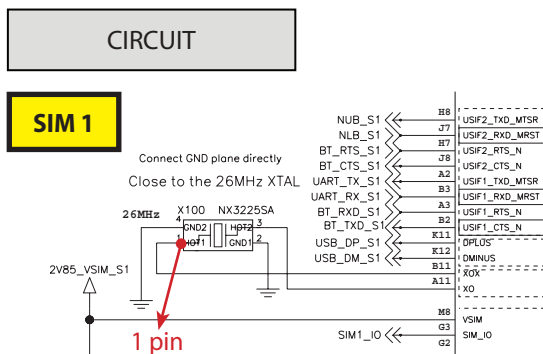 CIRCUIT
SIM 1
Connect GND plane directly
Close to the 26MHz XTAL
26MHz
X100 NX3225SA
4 GND2 HOT2 3
1 HOT1 GND1 2
2V85_VSIM_S1
1 pin
NUB_S1 H8 USIF2_TXD_MTSR
NLB_S1 J7 USIF2_RXD_MRST
BT_RTS_S1 H7 USIF2_RTS_N
BT_CTS_S1 J8 USIF2_CTS_N
UART_TX_S1 A2 USIF1_TXD_MTSR
UART_RX_S1 B3 USIF1_RXD_MRST
BT_RXD_S1 A3 USIF1_RTS_N
BT_TXD_S1 B2 USIF1_CTS_N
USB_DP_S1 K11 DPLUS
USB_DM_S1 K12 DMINUS
B11 XOX
A11 XO
M8 VSIM
SIM1_IO G3 SIM_IO
G2